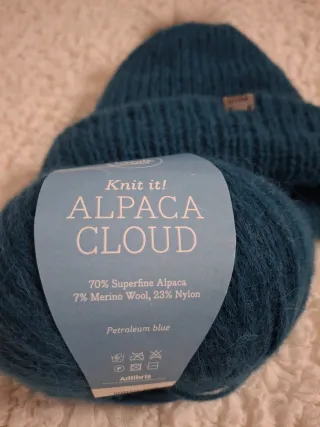 Knit it!
ALPACA
CLOUD
70% Superfine Alpaca
7% Merino Wool, 23% Nylon
Petroleum blue
Adlibris